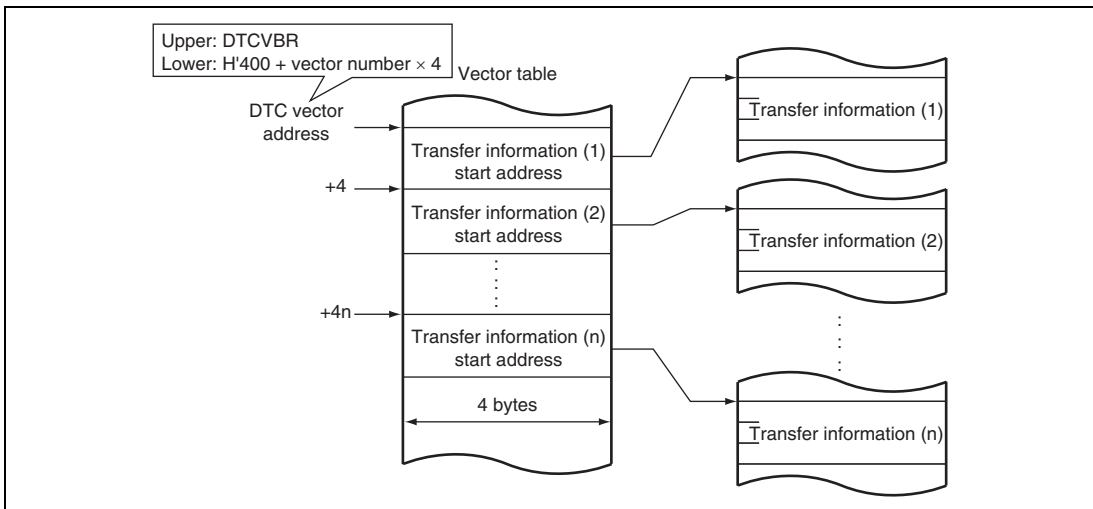 Upper: DTCVBR
Lower: H'400 + vector number × 4
Vector table
DTC vector
address
Transfer information (1)
start address
+4
Transfer information (2)
start address
+4n
Transfer information (n)
start address
4 bytes
Transfer information (1)
Transfer information (2)
Transfer information (n)